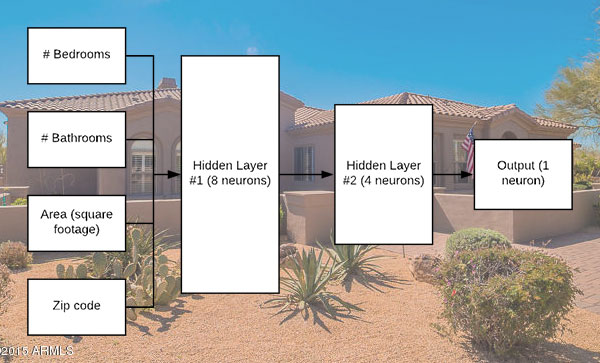 # Bedrooms
# Bathrooms
Area (square
footage)
Zip code
Hidden Layer
#1 (8 neurons)
Hidden Layer
#2 (4 neurons)
Output (1
neuron)
2015 ARMLS